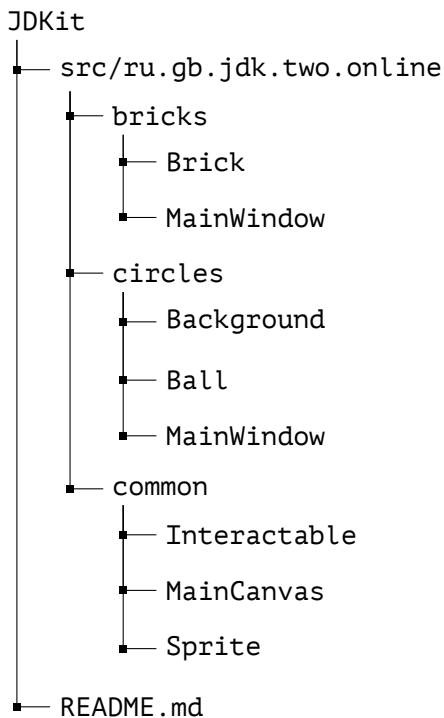 JDKit
src/ru.gb.jdk.two.online
bricks
Brick
MainWindow
circles
Background
Ball
MainWindow
common
Interactable
MainCanvas
Sprite
README.md